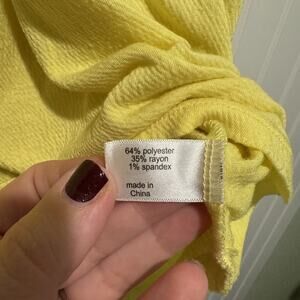 64% polyester
35% rayon
1% spandex
made in
China